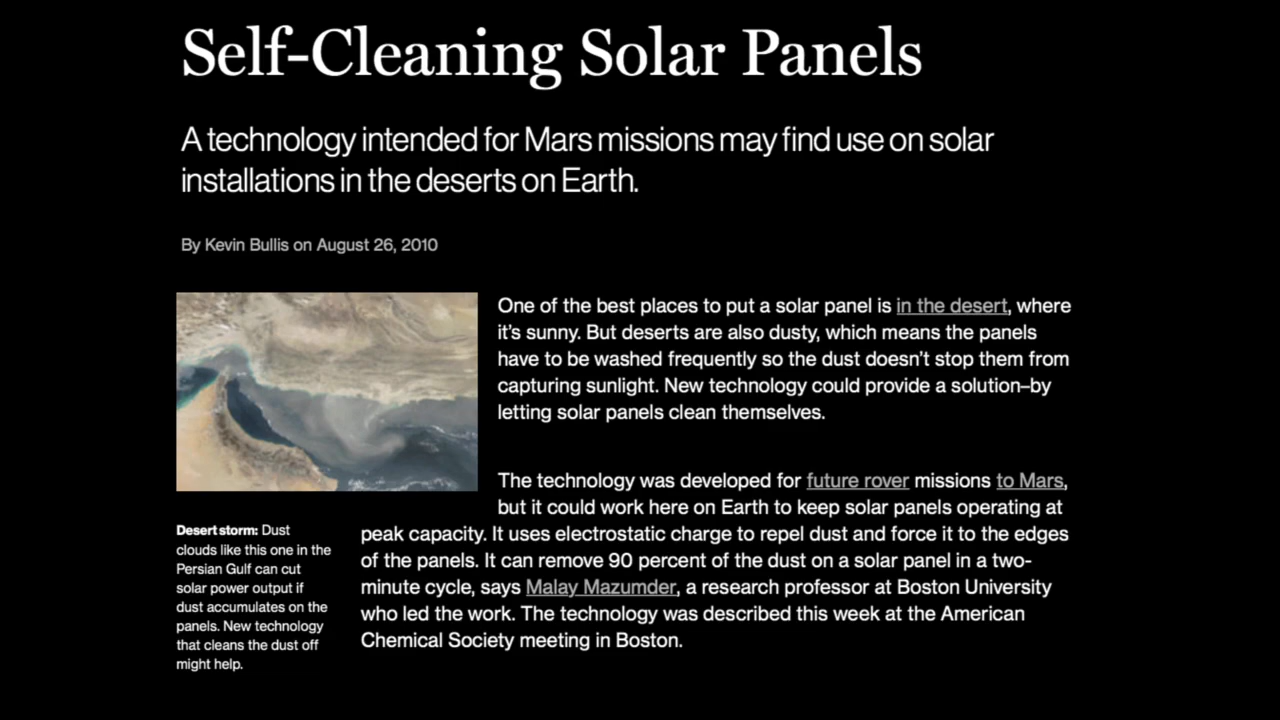 Self-Cleaning Solar Panels
A technology intended for Mars missions may find use on solar
installations in the deserts on Earth.
By Kevin Bullis on August 26, 2010
One of the best places to put a solar panel is in the desert, where
it’s sunny. But deserts are also dusty, which means the panels
have to be washed frequently so the dust doesn’t stop them from
capturing sunlight. New technology could provide a solution–by
letting solar panels clean themselves.
The technology was developed for future rover missions to Mars,
but it could work here on Earth to keep solar panels operating at
peak capacity. It uses electrostatic charge to repel dust and force it to the edges
of the panels. It can remove 90 percent of the dust on a solar panel in a two-
minute cycle, says Malay Mazumder, a research professor at Boston University
who led the work. The technology was described this week at the American
Chemical Society meeting in Boston.
Desert storm: Dust
clouds like this one in the
Persian Gulf can cut
solar power output if
dust accumulates on the
panels. New technology
that cleans the dust off
might help.